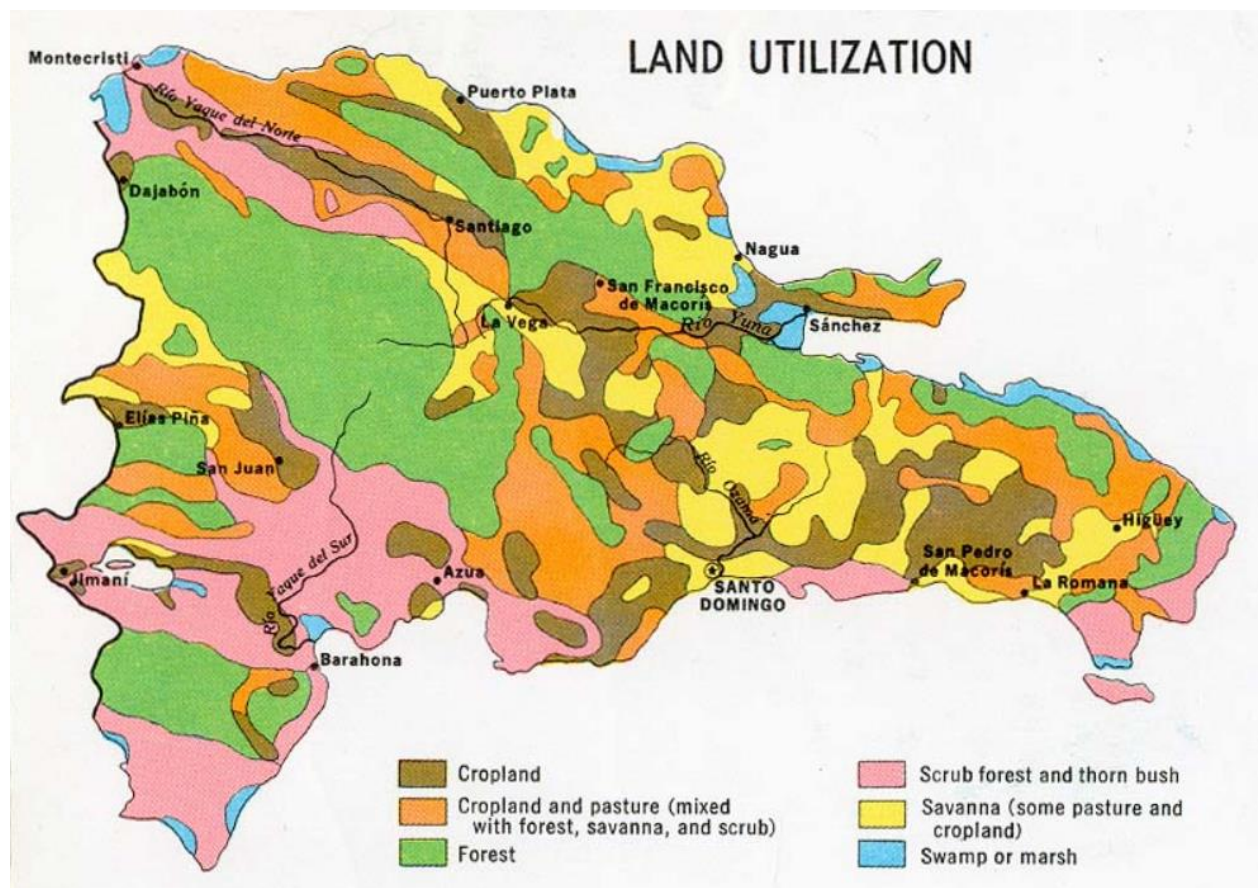 LAND UTILIZATION
Montecristi
Río Yaque del Norte
Puerto Plata
Dajabón
Santiago
Nagua
San Francisco
de Macorís
La Vega
Río Yuna
Sánchez
Elías Piña
San Juan
Río Ozama
Higüey
Río Yaque del Sur
Jimaní
Azua
SANTO
DOMINGO
San Pedro
de Macorís
La Romana
Barahona
Cropland
Cropland and pasture (mixed
with forest, savanna, and scrub)
Forest
Scrub forest and thorn bush
Savanna (some pasture and
cropland)
Swamp or marsh